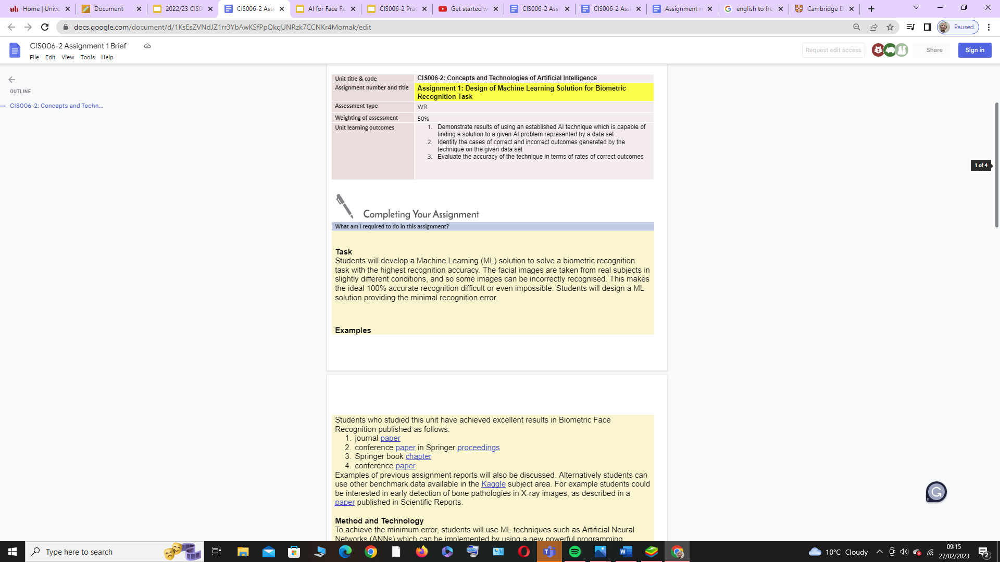 Home | Unive
Document
2022/23 CIS0
CIS006-2 Assi
AI for Face Re
CIS006-2 Prac
Get started w
CIS006-2 Assi
CIS006-2 Assi
Assignment re
english to fre
Cambridge D
docs.google.com/document/d/1KsEsZVNdJZ1rr3YbAwKSfPpQkgUNRzk7CCNKr4Momak/edit
Paused
CIS006-2 Assignment 1 Brief
File Edit View Tools Help
Request edit access
Share
Sign in
OUTLINE
CIS006-2: Concepts and Techn...
Unit title & code
CIS006-2: Concepts and Technologies of Artificial Intelligence
Assignment number and title
Assignment 1: Design of Machine Learning Solution for Biometric
Recognition Task
Assessment type
WR
Weighting of assessment
50%
Unit learning outcomes
1. Demonstrate results of using an established AI technique which is capable of
finding a solution to a given AI problem represented by a data set
2. Identify the cases of correct and incorrect outcomes generated by the
technique on the given data set
3. Evaluate the accuracy of the technique in terms of rates of correct outcomes
1 of 4
Completing Your Assignment
What am I required to do in this assignment?
Task
Students will develop a Machine Learning (ML) solution to solve a biometric recognition
task with the highest recognition accuracy. The facial images are taken from real subjects in
slightly different conditions, and so some images can be incorrectly recognised. This makes
the ideal 100% accurate recognition difficult or even impossible. Students will design a ML
solution providing the minimal recognition error.
Examples
Students who studied this unit have achieved excellent results in Biometric Face
Recognition published as follows:
1. journal paper
2. conference paper in Springer proceedings
3. Springer book chapter
4. conference paper
Examples of previous assignment reports will also be discussed. Alternatively students can
use other benchmark data available in the Kaggle subject area. For example students could
be interested in early detection of bone pathologies in X-ray images, as described in a
paper published in Scientific Reports.
Method and Technology
To achieve the minimum error, students will use ML techniques such as Artificial Neural
Networks (ANNs) which can be implemented by using a new powerful programming
Type here to search
10°C Cloudy
09:15
27/02/2023
2